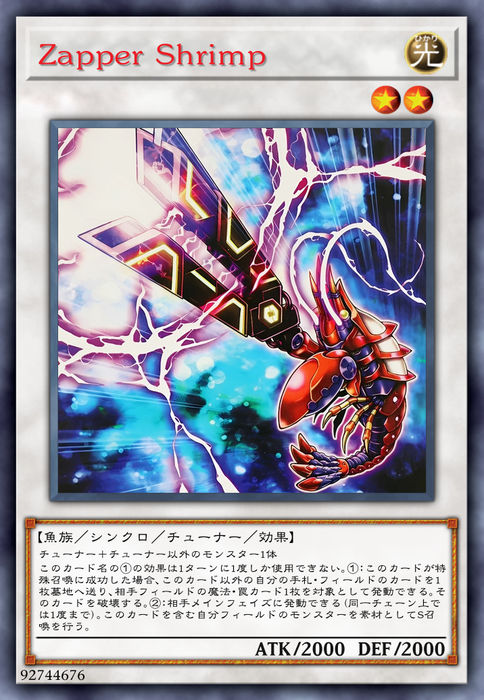 Zapper Shrimp
ひかり
光
【魚族／シンクロ／チューナー／効果】
チューナー＋チューナー以外のモンスター1体
このカード名の①の効果は1ターンに1度しか使用できない。①：このカードが特
殊召喚に成功した場合、このカード以外の自分の手札・フィールドのカードを1
枚墓地へ送り、相手フィールドの魔法・罠カード1枚を対象として発動できる。そ
のカードを破壊する。②：相手メインフェイズに発動できる（同一チェーン上で
は1度まで）。このカードを含む自分フィールドのモンスターを素材としてS召
喚を行う。
ATK/2000 DEF/2000
92744676